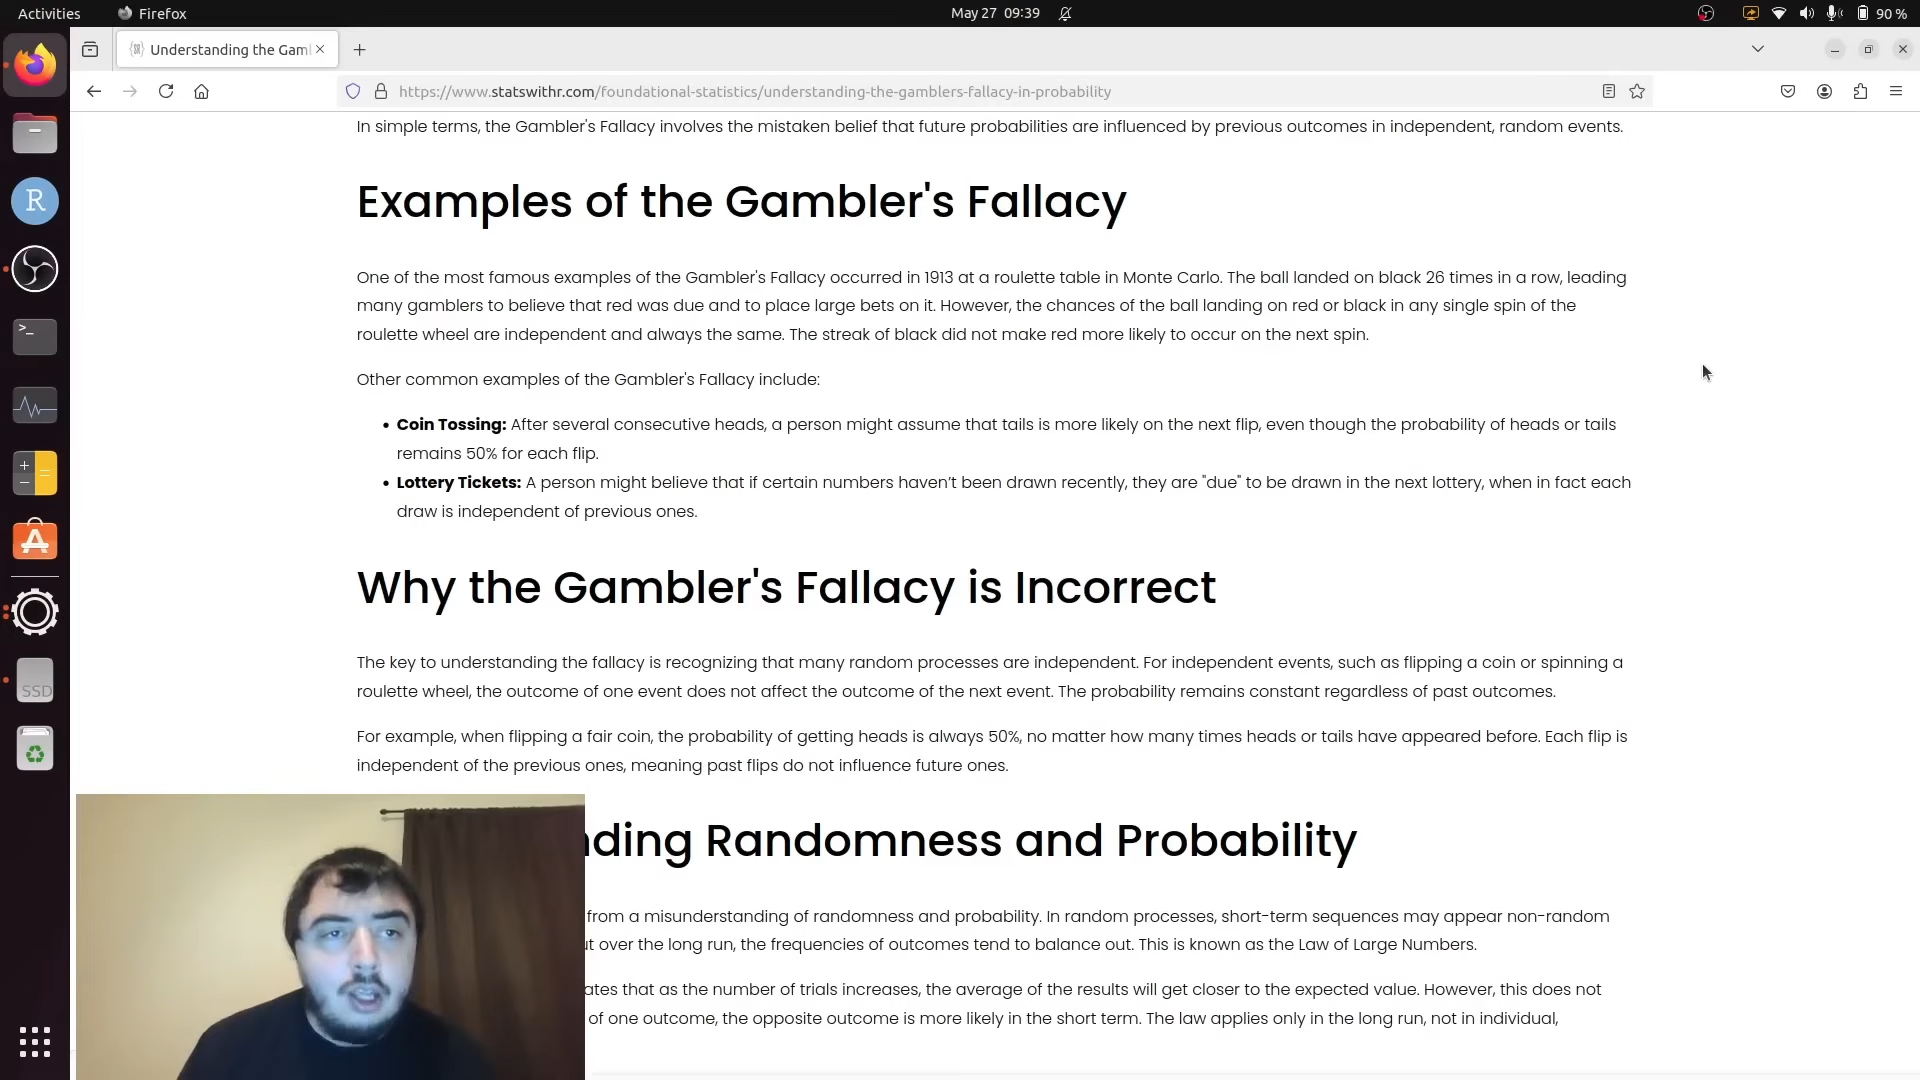 Activities
Firefox
May 27 09:39
90 %
Understanding the Gaml
https://www.statswithr.com/foundational-statistics/understanding-the-gamblers-fallacy-in-probability
In simple terms, the Gambler's Fallacy involves the mistaken belief that future probabilities are influenced by previous outcomes in independent, random events.
Examples of the Gambler's Fallacy
One of the most famous examples of the Gambler's Fallacy occurred in 1913 at a roulette table in Monte Carlo. The ball landed on black 26 times in a row, leading
many gamblers to believe that red was due and to place large bets on it. However, the chances of the ball landing on red or black in any single spin of the
roulette wheel are independent and always the same. The streak of black did not make red more likely to occur on the next spin.
Other common examples of the Gambler's Fallacy include:
• Coin Tossing: After several consecutive heads, a person might assume that tails is more likely on the next flip, even though the probability of heads or tails
remains 50% for each flip.
• Lottery Tickets: A person might believe that if certain numbers haven't been drawn recently, they are "due" to be drawn in the next lottery, when in fact each
draw is independent of previous ones.
Why the Gambler's Fallacy is Incorrect
The key to understanding the fallacy is recognizing that many random processes are independent. For independent events, such as flipping a coin or spinning a
roulette wheel, the outcome of one event does not affect the outcome of the next event. The probability remains constant regardless of past outcomes.
For example, when flipping a fair coin, the probability of getting heads is always 50%, no matter how many times heads or tails have appeared before. Each flip is
independent of the previous ones, meaning past flips do not influence future ones.
nding Randomness and Probability
from a misunderstanding of randomness and probability. In random processes, short-term sequences may appear non-random
ut over the long run, the frequencies of outcomes tend to balance out. This is known as the Law of Large Numbers.
ates that as the number of trials increases, the average of the results will get closer to the expected value. However, this does not
of one outcome, the opposite outcome is more likely in the short term. The law applies only in the long run, not in individual,
R
>_
SSD